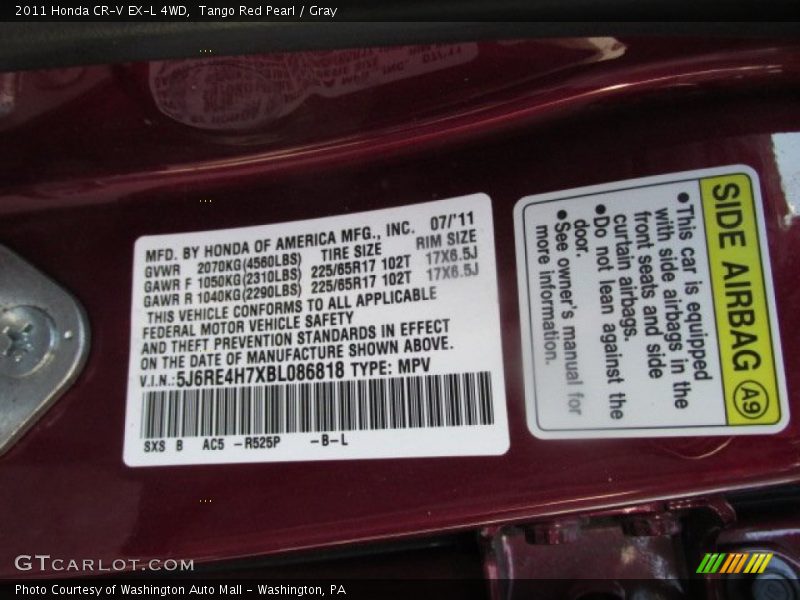 2011 Honda CR-V EX-L 4WD,  Tango Red Pearl / Gray
MFD. BY HONDA OF AMERICA MFG., INC. 07/'11
GVWR 2070KG(4560LBS) TIRE SIZE RIM SIZE
GAWR F 1050KG(2310LBS) 225/65R17 102T 17X6.5J
GAWR R 1040KG(2290LBS) 225/65R17 102T 17X6.5J
THIS VEHICLE CONFORMS TO ALL APPLICABLE
FEDERAL MOTOR VEHICLE SAFETY
AND THEFT PREVENTION STANDARDS IN EFFECT
ON THE DATE OF MANUFACTURE SHOWN ABOVE.
V.I.N.:5J6RE4H7XBL086818 TYPE: MPV
SXS B AC5 -R525P -B-L
SIDE AIRBAG A9
•This car is equipped
with side airbags in the
front seats and side
curtain airbags.
•Do not lean against the
door.
•See owner's manual for
more information.
GTCARLOT.COM
Photo Courtesy of Washington Auto Mall - Washington, PA